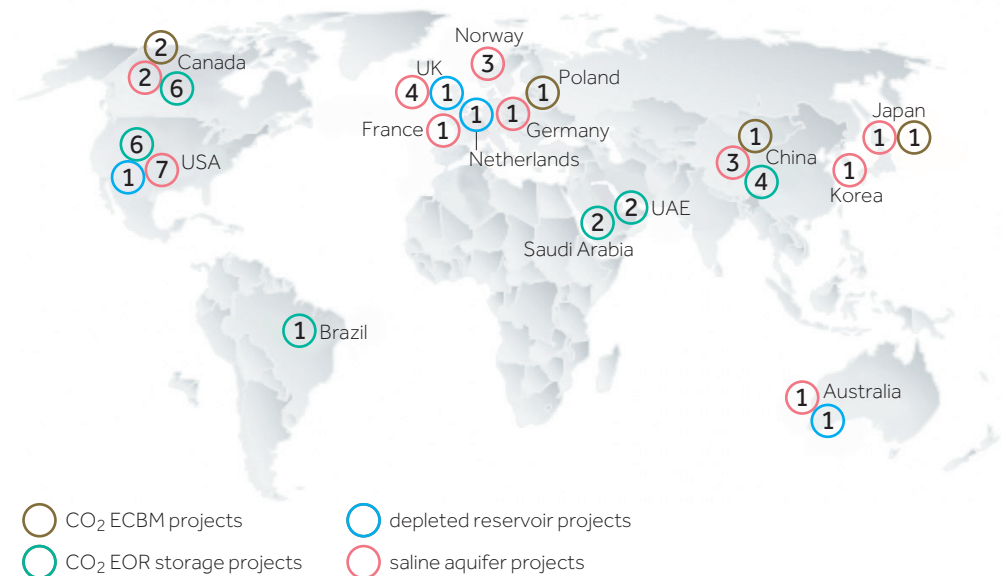 Norway
2
Canada
3
UK
Poland
2
6
4
1
1
Japan
1
1
France
1
Germany
1
1
1
6
Netherlands
China
USA
3
1
7
1
4
Korea
2
UAE
2
Saudi Arabia
1
Brazil
1
Australia
1
CO₂ ECBM projects
depleted reservoir projects
CO₂ EOR storage projects
saline aquifer projects